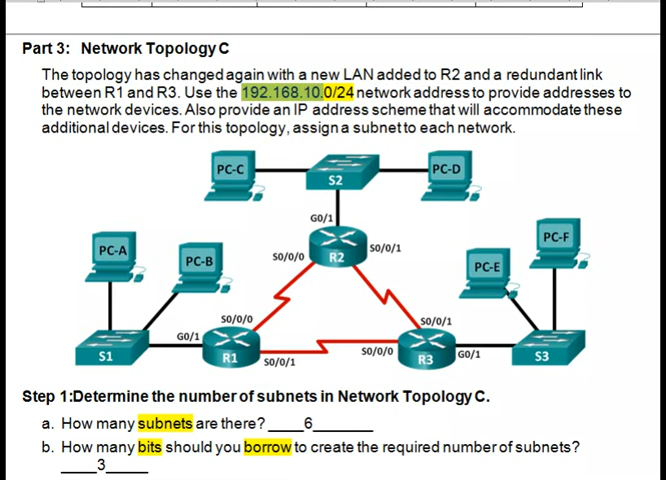 Part 3: Network Topology C
The topology has changed again with a new LAN added to R2 and a redundant link
between R1 and R3. Use the 192.168.10.0/24 network address to provide addresses to
the network devices. Also provide an IP address scheme that will accommodate these
additional devices. For this topology, assign a subnet to each network.
PC-C
S2
PC-D
G0/1
PC-A
PC-B
S0/0/0
R2
S0/0/1
PC-E
PC-F
S0/0/0
S0/0/1
S1
G0/1
R1
S0/0/1
S0/0/0
R3
G0/1
S3
Step 1:Determine the number of subnets in Network Topology C.
a. How many subnets are there? ____6_______
b. How many bits should you borrow to create the required number of subnets?
____3_____